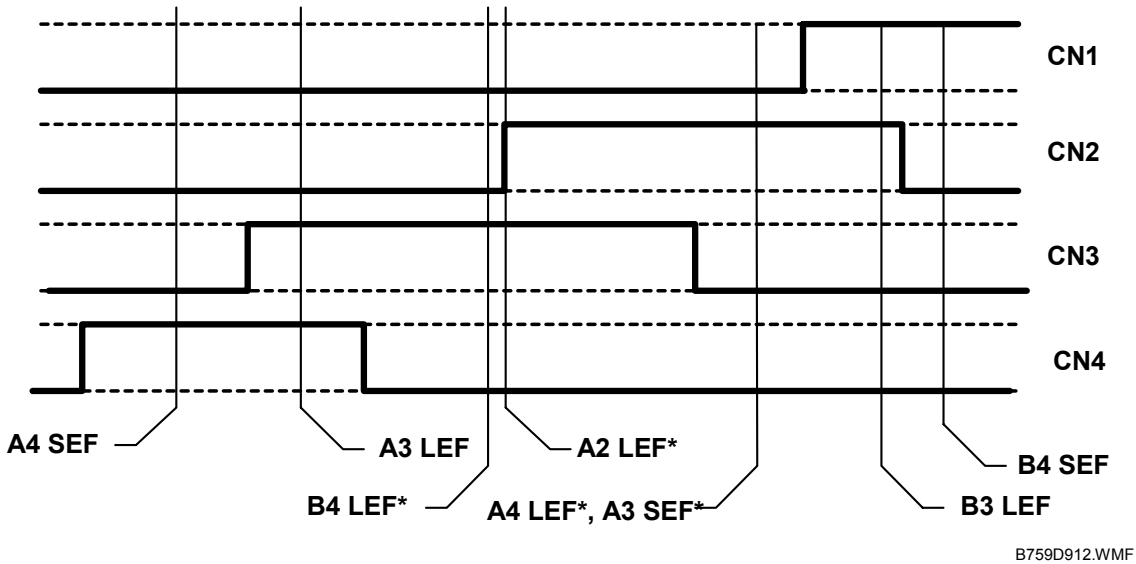 CN1
CN2
CN3
CN4
A4 SEF
A3 LEF
A2 LEF*
B4 SEF
B4 LEF*
A4 LEF*, A3 SEF*
B3 LEF
B759D912.WMF